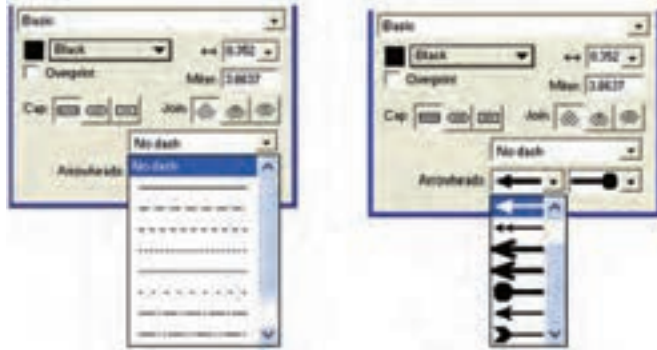 Basic
Black 0.352
Overprint Miter: 3.8637
Cap: Join:
No dash
Arrowheads: No dash
Basic
Black 0.352
Overprint Miter: 3.8637
Cap: Join:
No dash
Arrowheads: